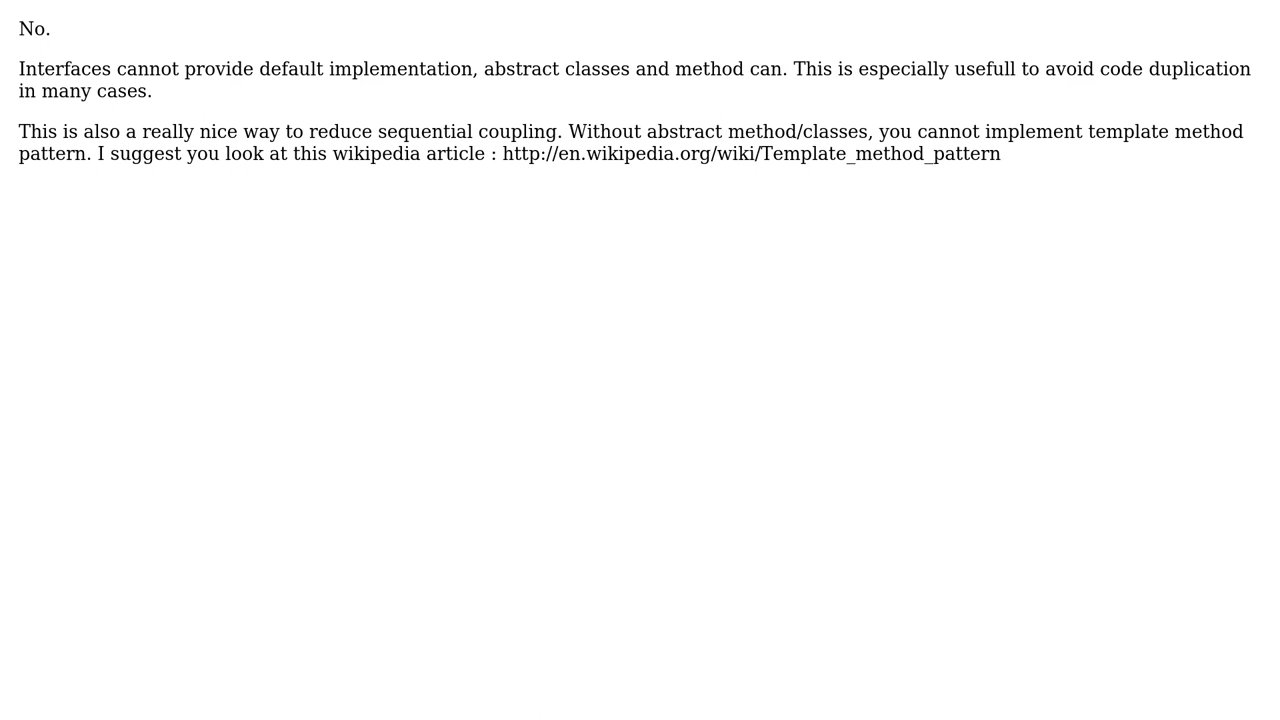 No.
Interfaces cannot provide default implementation, abstract classes and method can. This is especially usefull to avoid code duplication
in many cases.
This is also a really nice way to reduce sequential coupling. Without abstract method/classes, you cannot implement template method
pattern. I suggest you look at this wikipedia article : http://en.wikipedia.org/wiki/Template_method_pattern